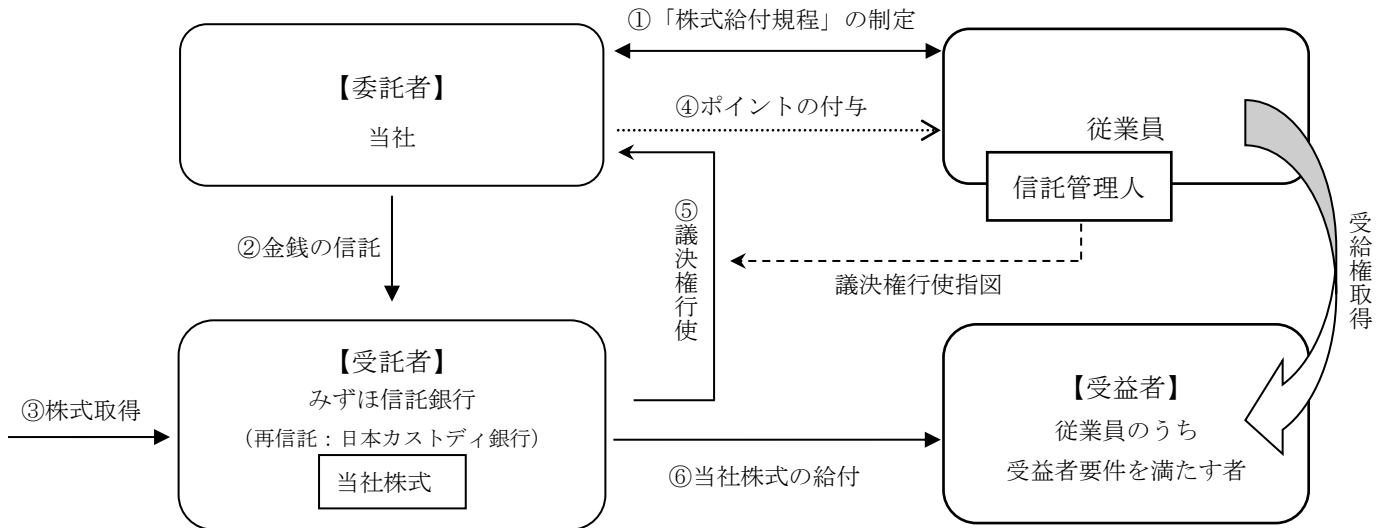 ①「株式給付規程」の制定
【委託者】
当社
④ポイントの付与
従業員
信託管理人
②金銭の信託
⑤議決権行使
議決権行使指図
受給権取得
③株式取得
【受託者】
みずほ信託銀行
（再信託：日本カストディ銀行）
当社株式
⑥当社株式の給付
【受益者】
従業員のうち
受益者要件を満たす者